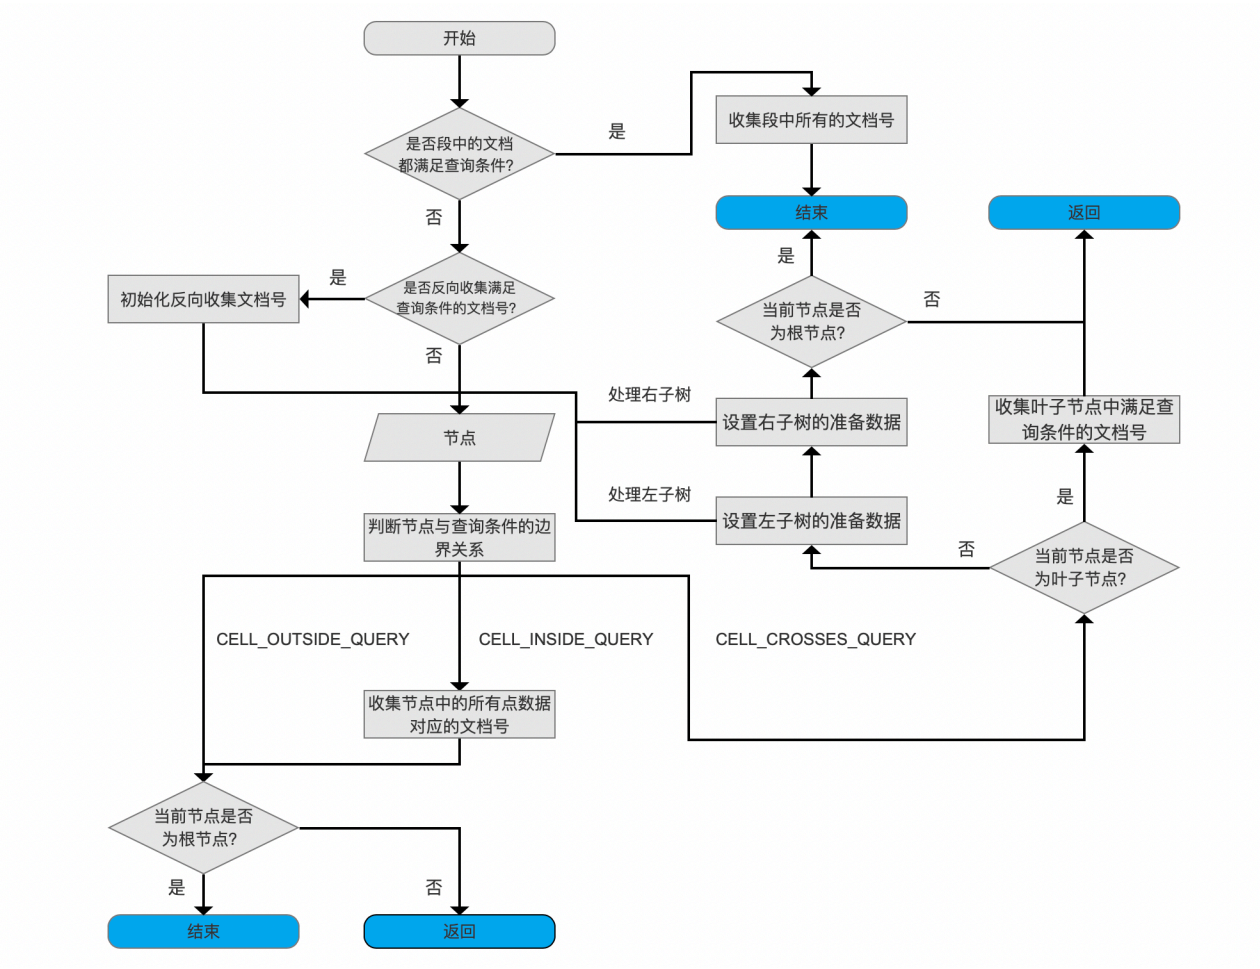 开始
是否段中的文档
都满足查询条件?
是
收集段中所有的文档号
否
结束
返回
是否反向收集满足
查询条件的文档号?
是
初始化反向收集文档号
否
是
当前节点是否
为根节点?
否
处理右子树
设置右子树的准备数据
收集叶子节点中满足查
询条件的文档号
节点
处理左子树
设置左子树的准备数据
是
判断节点与查询条件的边
界关系
否
当前节点是否
为叶子节点?
CELL_OUTSIDE_QUERY
CELL_INSIDE_QUERY
CELL_CROSSES_QUERY
收集节点中的所有点数据
对应的文档号
当前节点是否
为根节点?
是
否
结束
返回